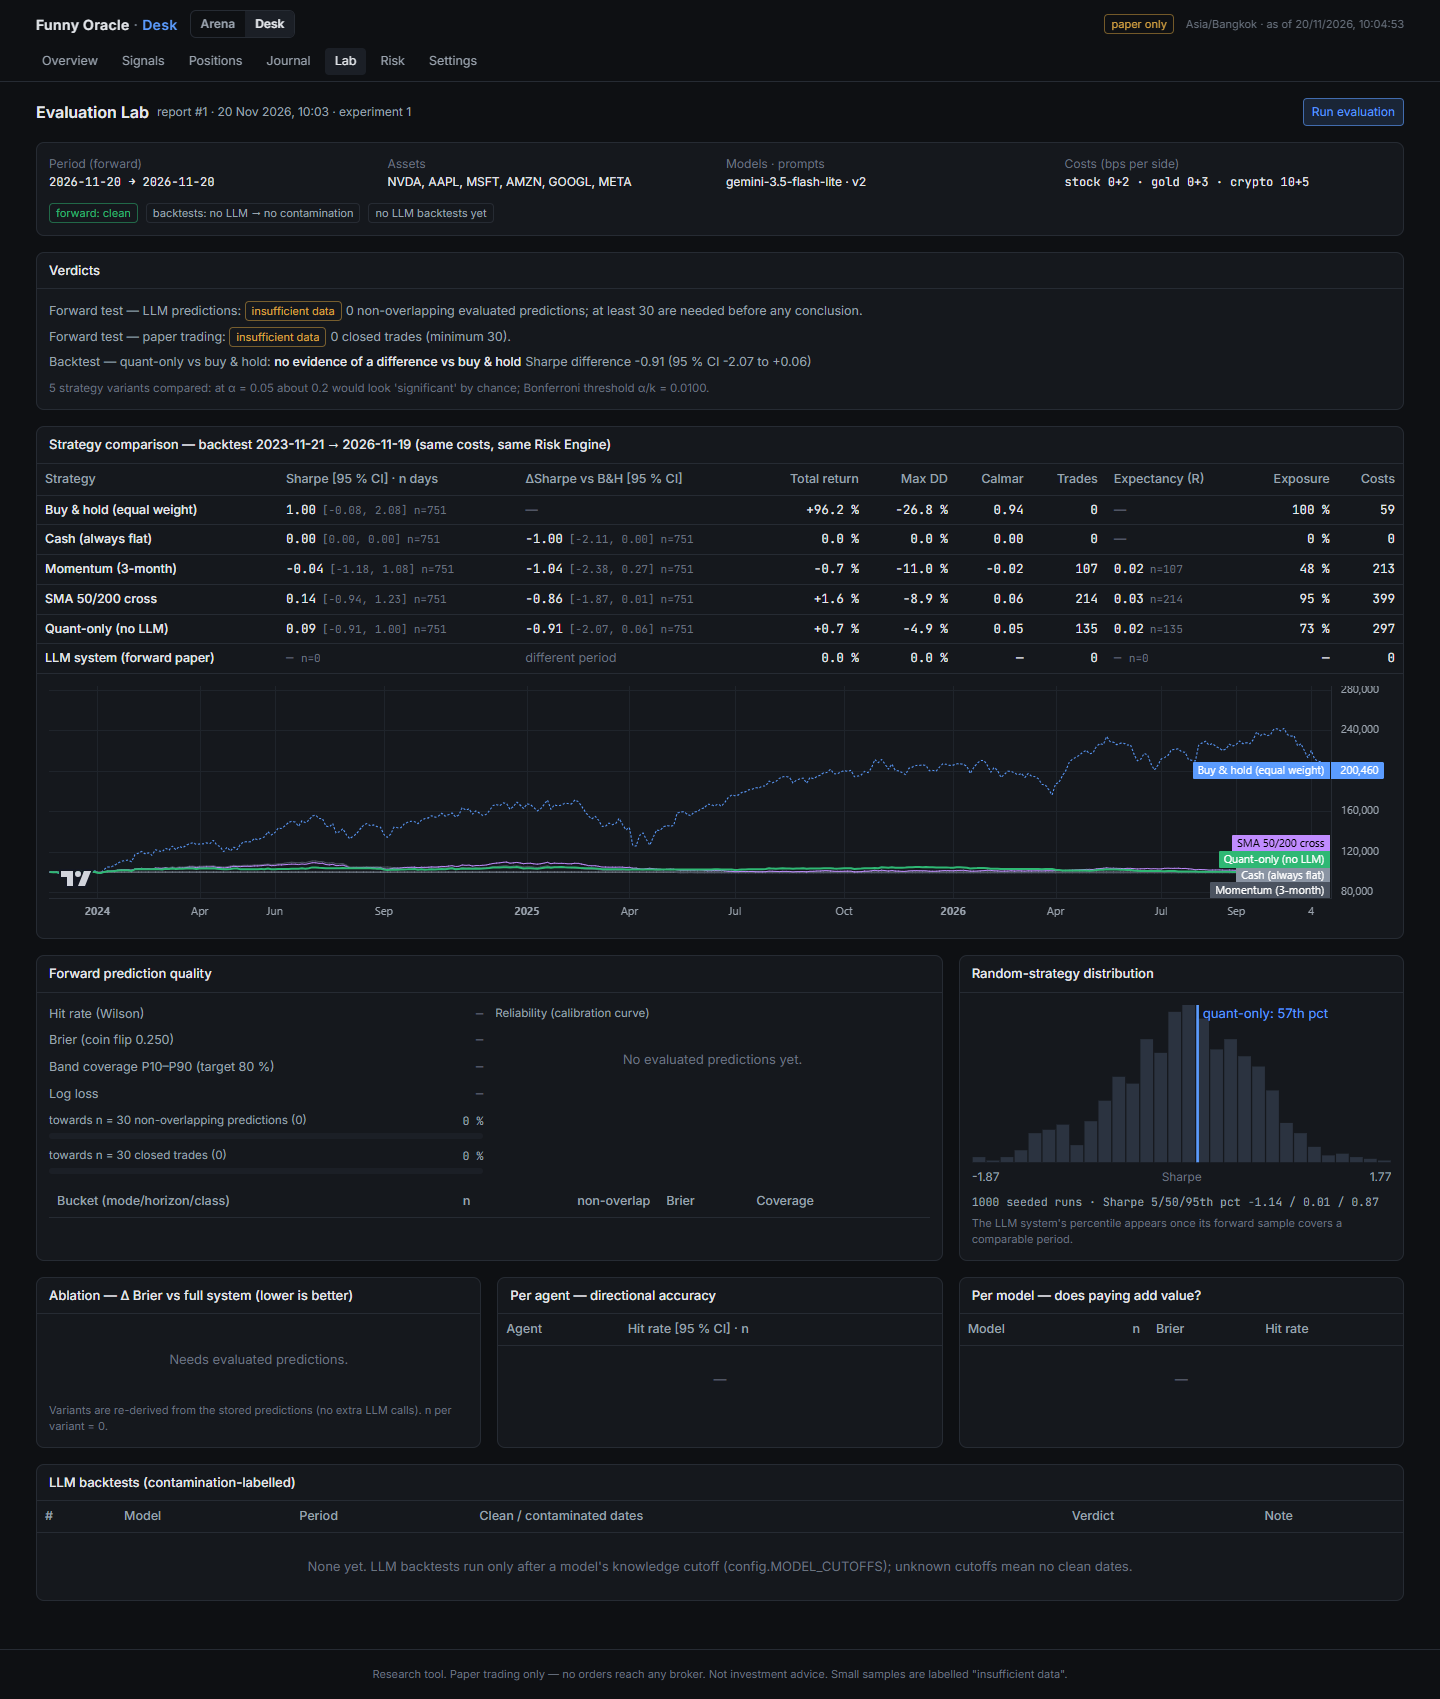 Funny Oracle · Desk Arena Desk paper only Asia/Bangkok · as of 20/11/2026, 10:04:53
Overview Signals Positions Journal Lab Risk Settings
Evaluation Lab report #1 · 20 Nov 2026, 10:03 · experiment 1 Run evaluation
Period (forward) Assets Models · prompts Costs (bps per side)
2026-11-20 → 2026-11-20 NVDA, AAPL, MSFT, AMZN, GOOGL, META gemini-3.5-flash-lite · v2 stock 0+2 · gold 0+3 · crypto 10+5
forward: clean backtests: no LLM → no contamination no LLM backtests yet
Verdicts
Forward test — LLM predictions: insufficient data 0 non-overlapping evaluated predictions; at least 30 are needed before any conclusion.
Forward test — paper trading: insufficient data 0 closed trades (minimum 30).
Backtest — quant-only vs buy & hold: no evidence of a difference vs buy & hold Sharpe difference -0.91 (95 % CI -2.07 to +0.06)
5 strategy variants compared: at α = 0.05 about 0.2 would look 'significant' by chance; Bonferroni threshold α/k = 0.0100.
Strategy comparison — backtest 2023-11-21 → 2026-11-19 (same costs, same Risk Engine)
Strategy Sharpe [95 % CI] · n days ΔSharpe vs B&H [95 % CI] Total return Max DD Calmar Trades Expectancy (R) Exposure Costs
Buy & hold (equal weight) 1.00 [-0.08, 2.08] n=751 — +96.2 % -26.8 % 0.94 0 — 100 % 59
Cash (always flat) 0.00 [0.00, 0.00] n=751 -1.00 [-2.11, 0.00] n=751 0.0 % 0.0 % 0.00 0 — 0 % 0
Momentum (3-month) -0.04 [-1.18, 1.08] n=751 -1.04 [-2.38, 0.27] n=751 -0.7 % -11.0 % -0.02 107 0.02 n=107 48 % 213
SMA 50/200 cross 0.14 [-0.94, 1.23] n=751 -0.86 [-1.87, 0.01] n=751 +1.6 % -8.9 % 0.06 214 0.03 n=214 95 % 399
Quant-only (no LLM) 0.09 [-0.91, 1.00] n=751 -0.91 [-2.07, 0.06] n=751 +0.7 % -4.9 % 0.05 135 0.02 n=135 73 % 297
LLM system (forward paper) — n=0 different period 0.0 % 0.0 % — 0 — n=0 — 0
280,000
240,000
Buy & hold (equal weight) 200,460
160,000
SMA 50/200 cross
120,000
Quant-only (no LLM)
Cash (always flat)
Momentum (3-month) 80,000
2024 Apr Jun Sep 2025 Apr Jul Oct 2026 Apr Jul Sep 4
Forward prediction quality
Hit rate (Wilson) —
Brier (coin flip 0.250) —
Band coverage P10–P90 (target 80 %) —
Log loss —
towards n = 30 non-overlapping predictions (0) 0 %
towards n = 30 closed trades (0) 0 %
Reliability (calibration curve)
No evaluated predictions yet.
Bucket (mode/horizon/class) n non-overlap Brier Coverage
Random-strategy distribution
quant-only: 57th pct
-1.87 Sharpe 1.77
1000 seeded runs · Sharpe 5/50/95th pct -1.14 / 0.01 / 0.87
The LLM system's percentile appears once its forward sample covers a
comparable period.
Ablation — Δ Brier vs full system (lower is better)
Needs evaluated predictions.
Variants are re-derived from the stored predictions (no extra LLM calls). n per
variant = 0.
Per agent — directional accuracy
Agent Hit rate [95 % CI] · n
—
Per model — does paying add value?
Model n Brier Hit rate
—
LLM backtests (contamination-labelled)
# Model Period Clean / contaminated dates Verdict Note
None yet. LLM backtests run only after a model's knowledge cutoff (config.MODEL_CUTOFFS); unknown cutoffs mean no clean dates.
Research tool. Paper trading only — no orders reach any broker. Not investment advice. Small samples are labelled "insufficient data".